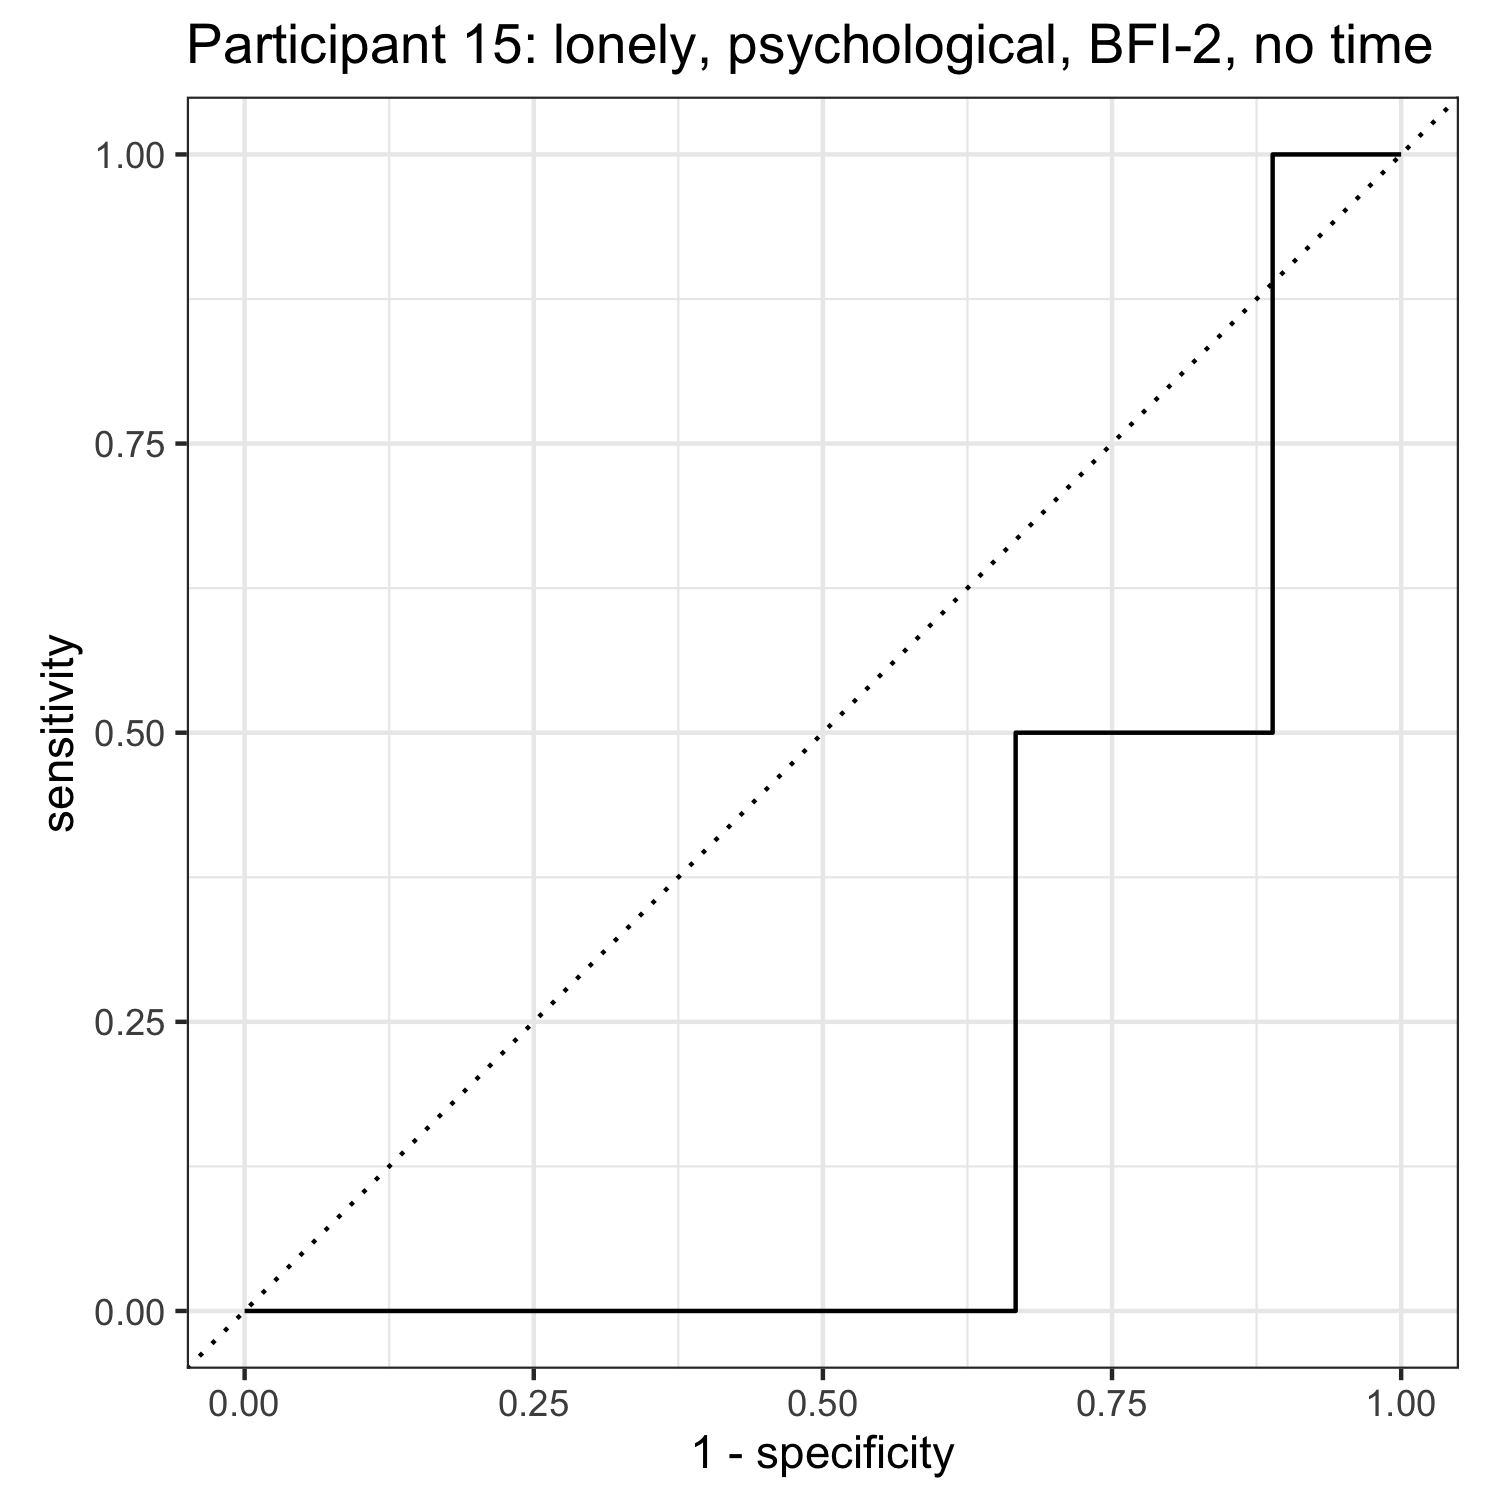 Participant 15: lonely, psychological, BFI-2, no time
1.00
0.75
0.50
0.25
0.00
sensitivity
0.00 0.25 0.50 0.75 1.00
1 - specificity